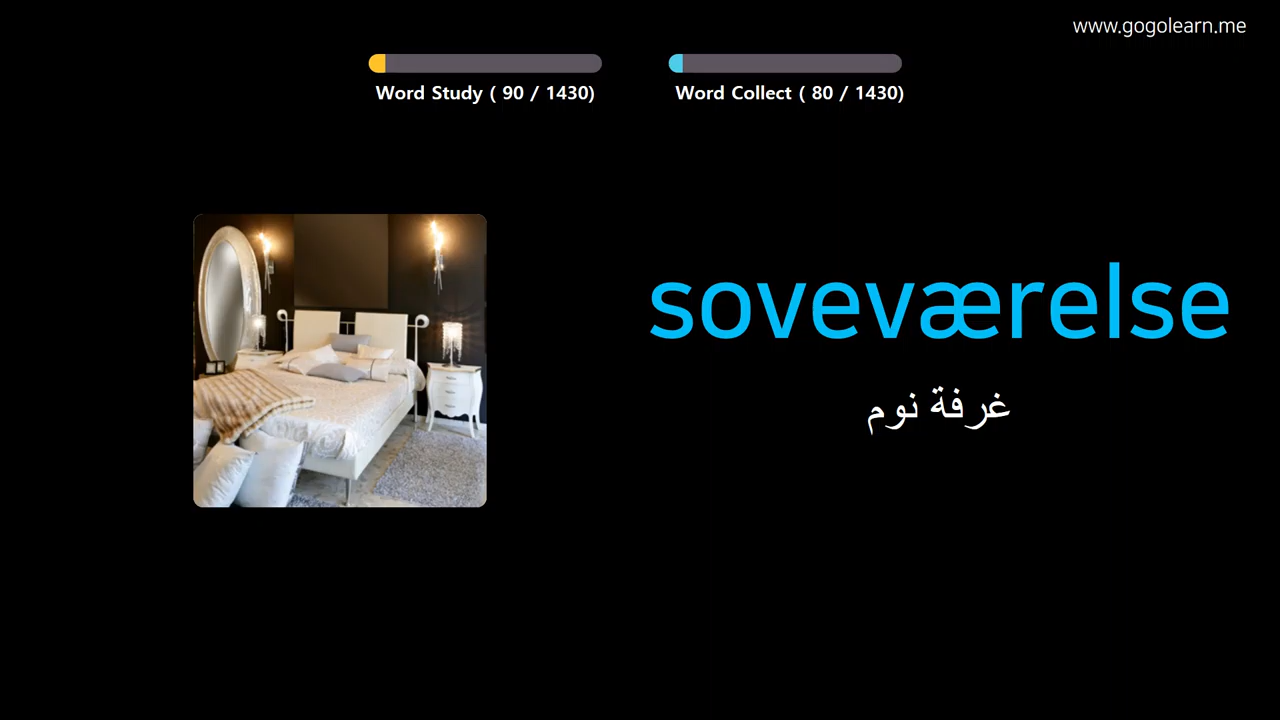 www.gogolearn.me
Word Study ( 90 / 1430)
Word Collect ( 80 / 1430)
soveværelse
غرفة نوم